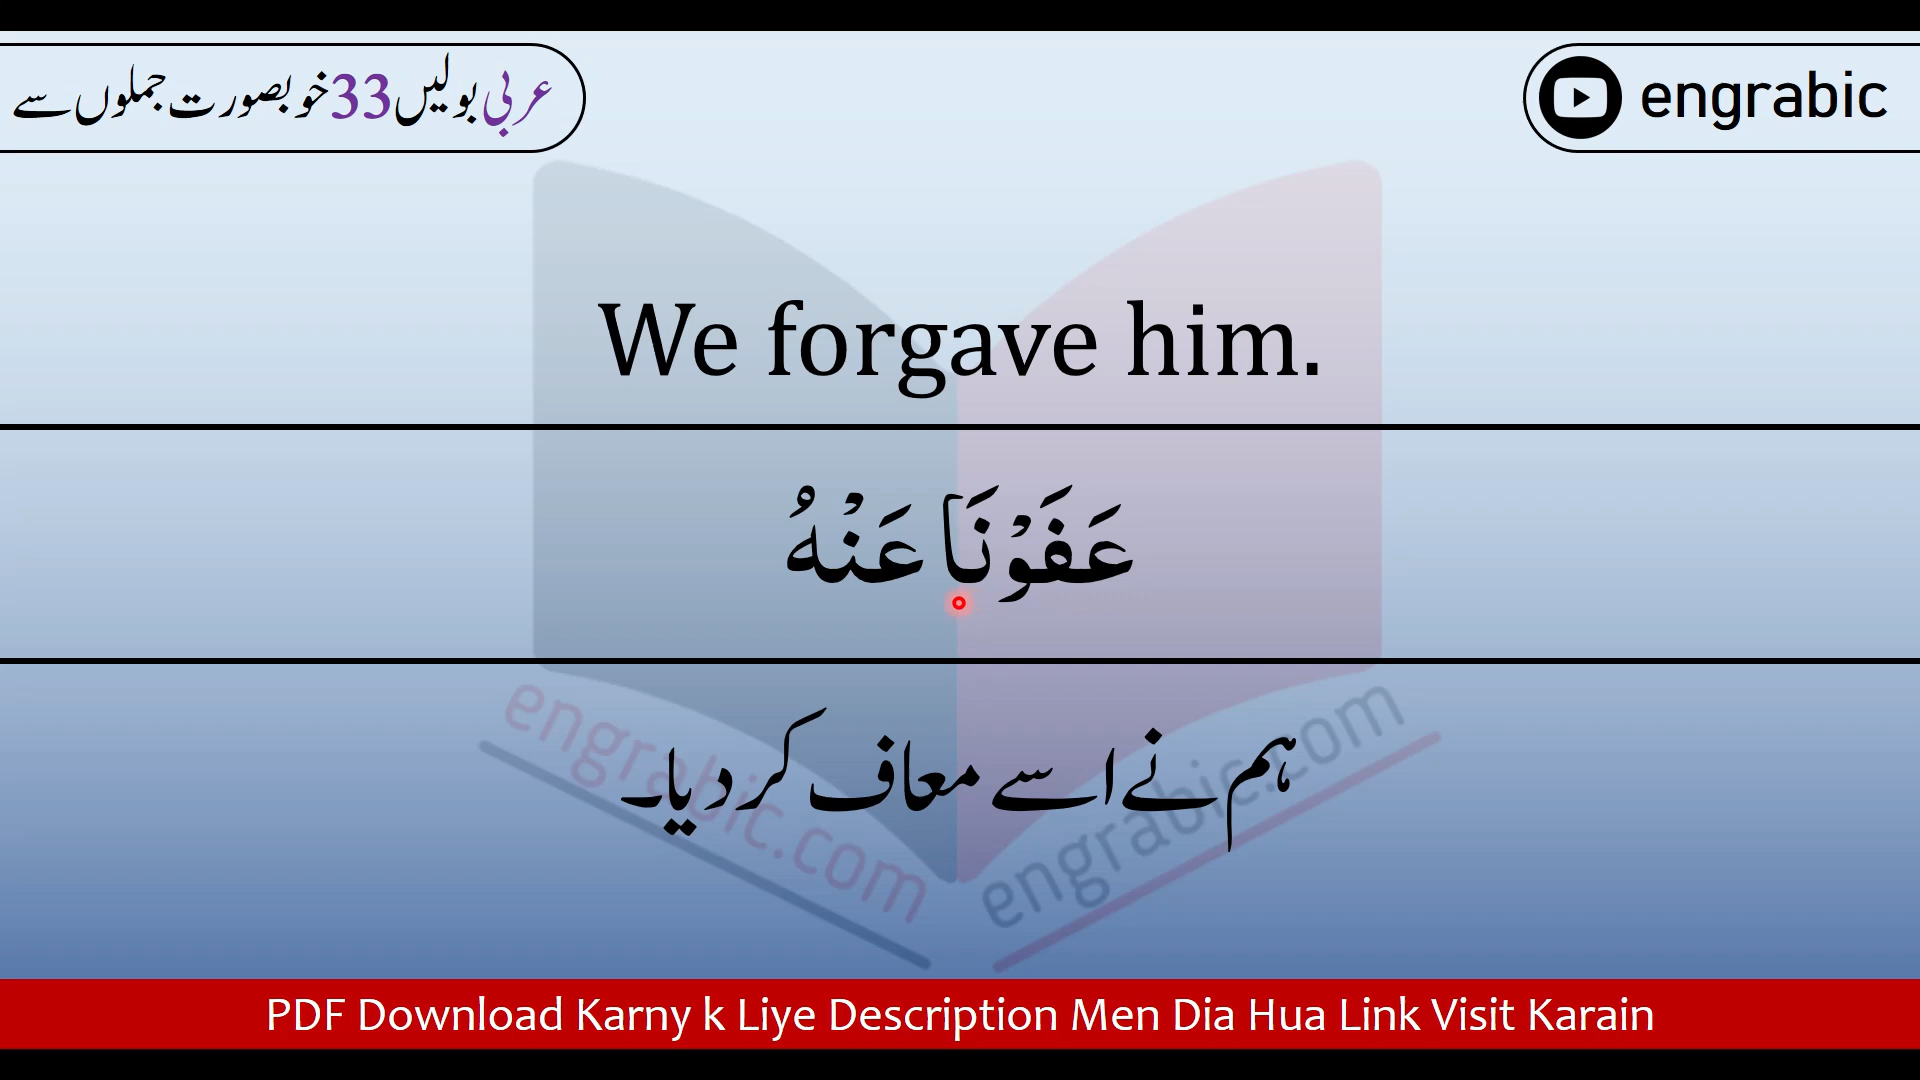 عربی بولیں 33 خوبصورت جملوں سے
engrabic
We forgave him.
عَفَوْنَا عَنْهُ
ہم نے اسے معاف کر دیا۔
engrabic.com
engrabic.com
PDF Download Karny k Liye Description Men Dia Hua Link Visit Karain